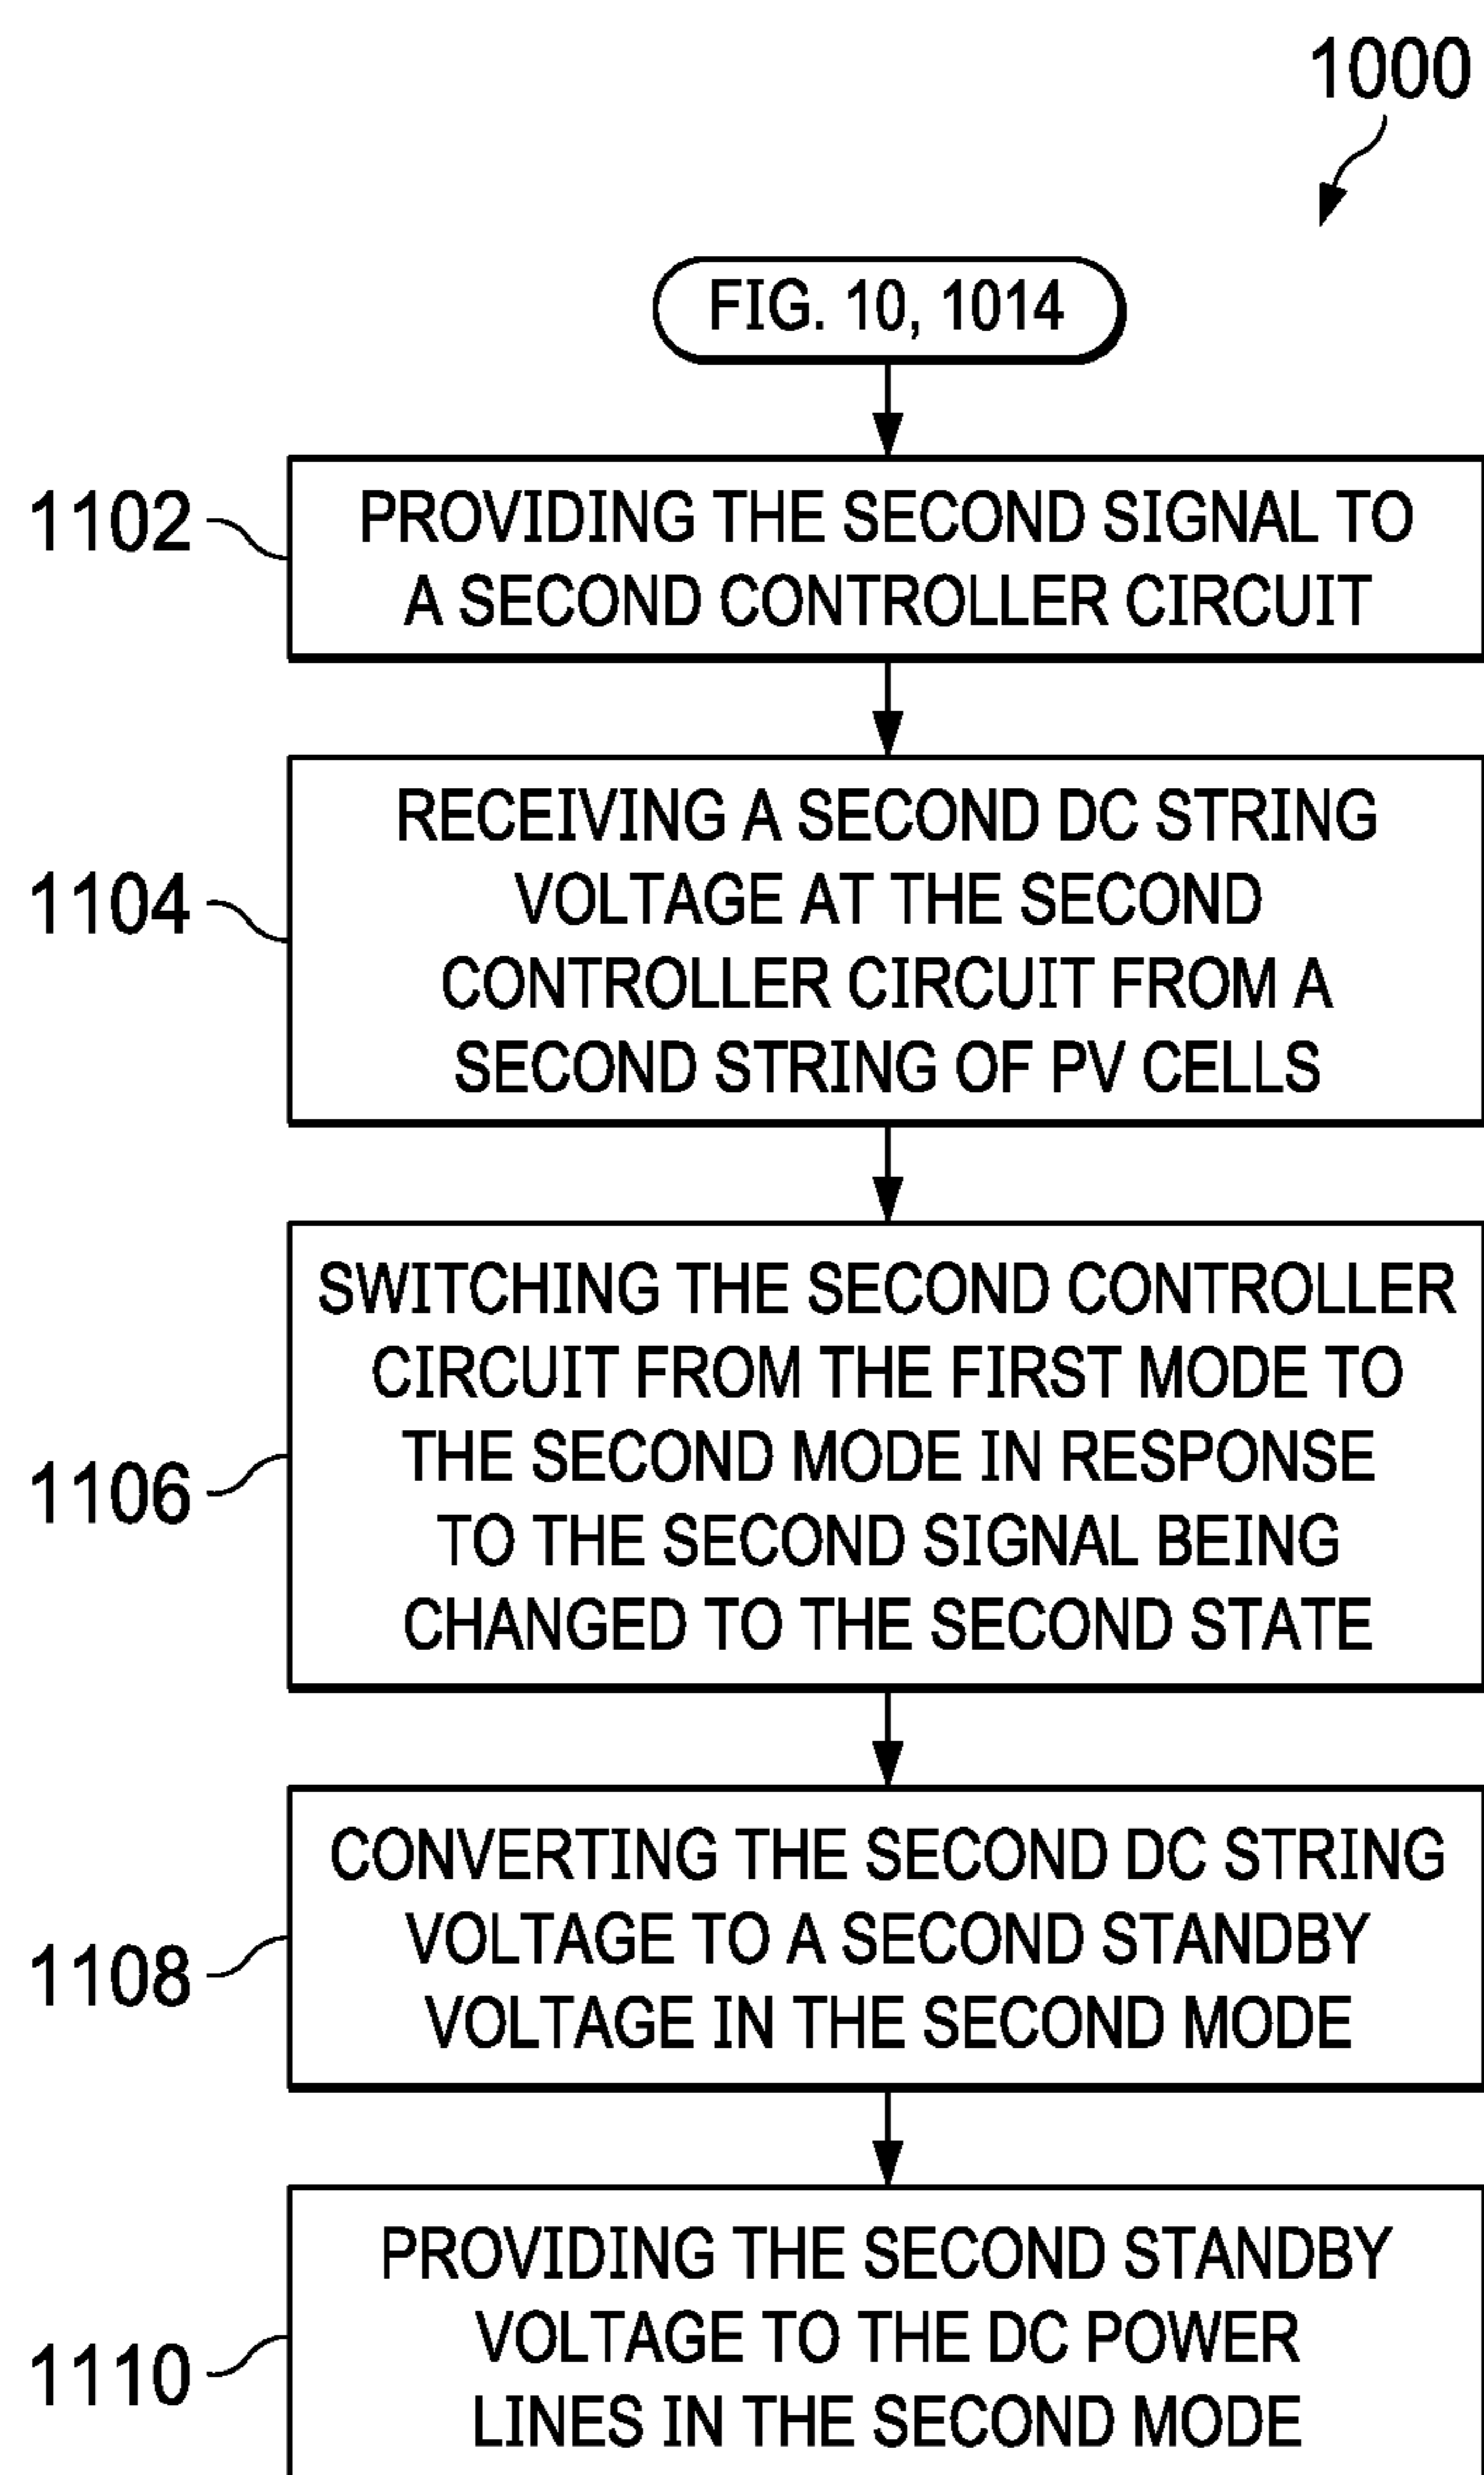 1000
FIG. 10, 1014
1102
PROVIDING THE SECOND SIGNAL TO
A SECOND CONTROLLER CIRCUIT
1104
RECEIVING A SECOND DC STRING
VOLTAGE AT THE SECOND
CONTROLLER CIRCUIT FROM A
SECOND STRING OF PV CELLS
1106
SWITCHING THE SECOND CONTROLLER
CIRCUIT FROM THE FIRST MODE TO
THE SECOND MODE IN RESPONSE
TO THE SECOND SIGNAL BEING
CHANGED TO THE SECOND STATE
1108
CONVERTING THE SECOND DC STRING
VOLTAGE TO A SECOND STANDBY
VOLTAGE IN THE SECOND MODE
1110
PROVIDING THE SECOND STANDBY
VOLTAGE TO THE DC POWER
LINES IN THE SECOND MODE